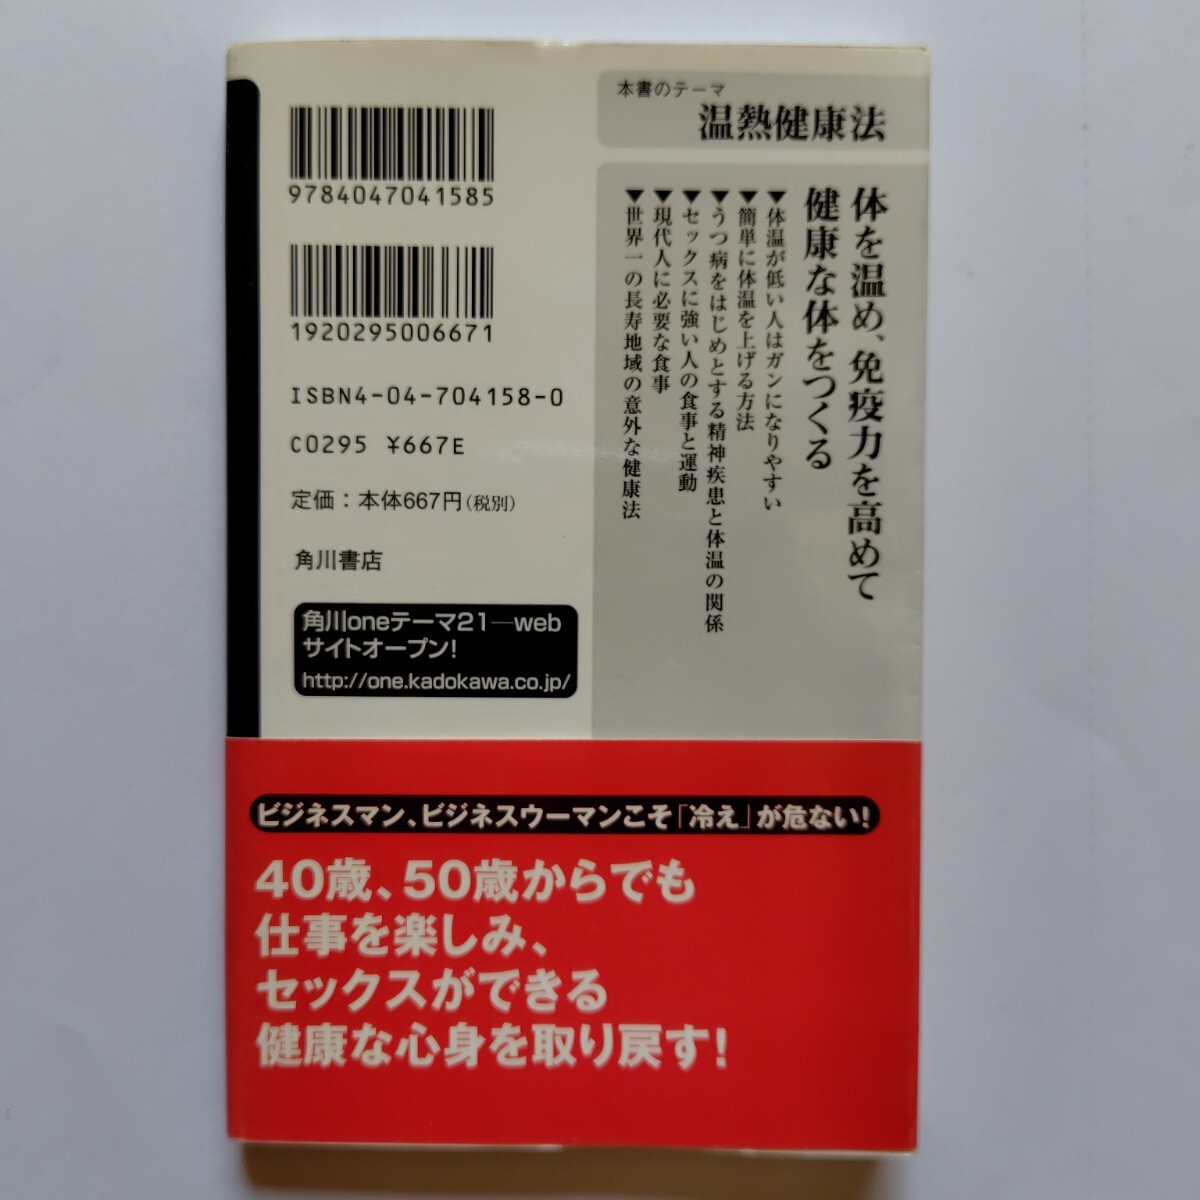 本書のテーマ
温熱健康法
体を温め、免疫力を高めて
健康な体をつくる
▼体温が低い人はガンになりやすい
▼簡単に体温を上げる方法
▼うつ病をはじめとする精神疾患と体温の関係
▼セックスに強い人の食事と運動
▼現代人に必要な食事
▼世界一の長寿地域の意外な健康法
9784047041585
1920295006671
ISBN4-04-704158-0
C0295 ¥667E
定価：本体667円（税別）
角川書店
角川oneテーマ21―web
サイトオープン!
http://one.kadokawa.co.jp/
ビジネスマン、ビジネスウーマンこそ「冷え」が危ない!
40歳、50歳からでも
仕事を楽しみ、
セックスができる
健康な心身を取り戻す!